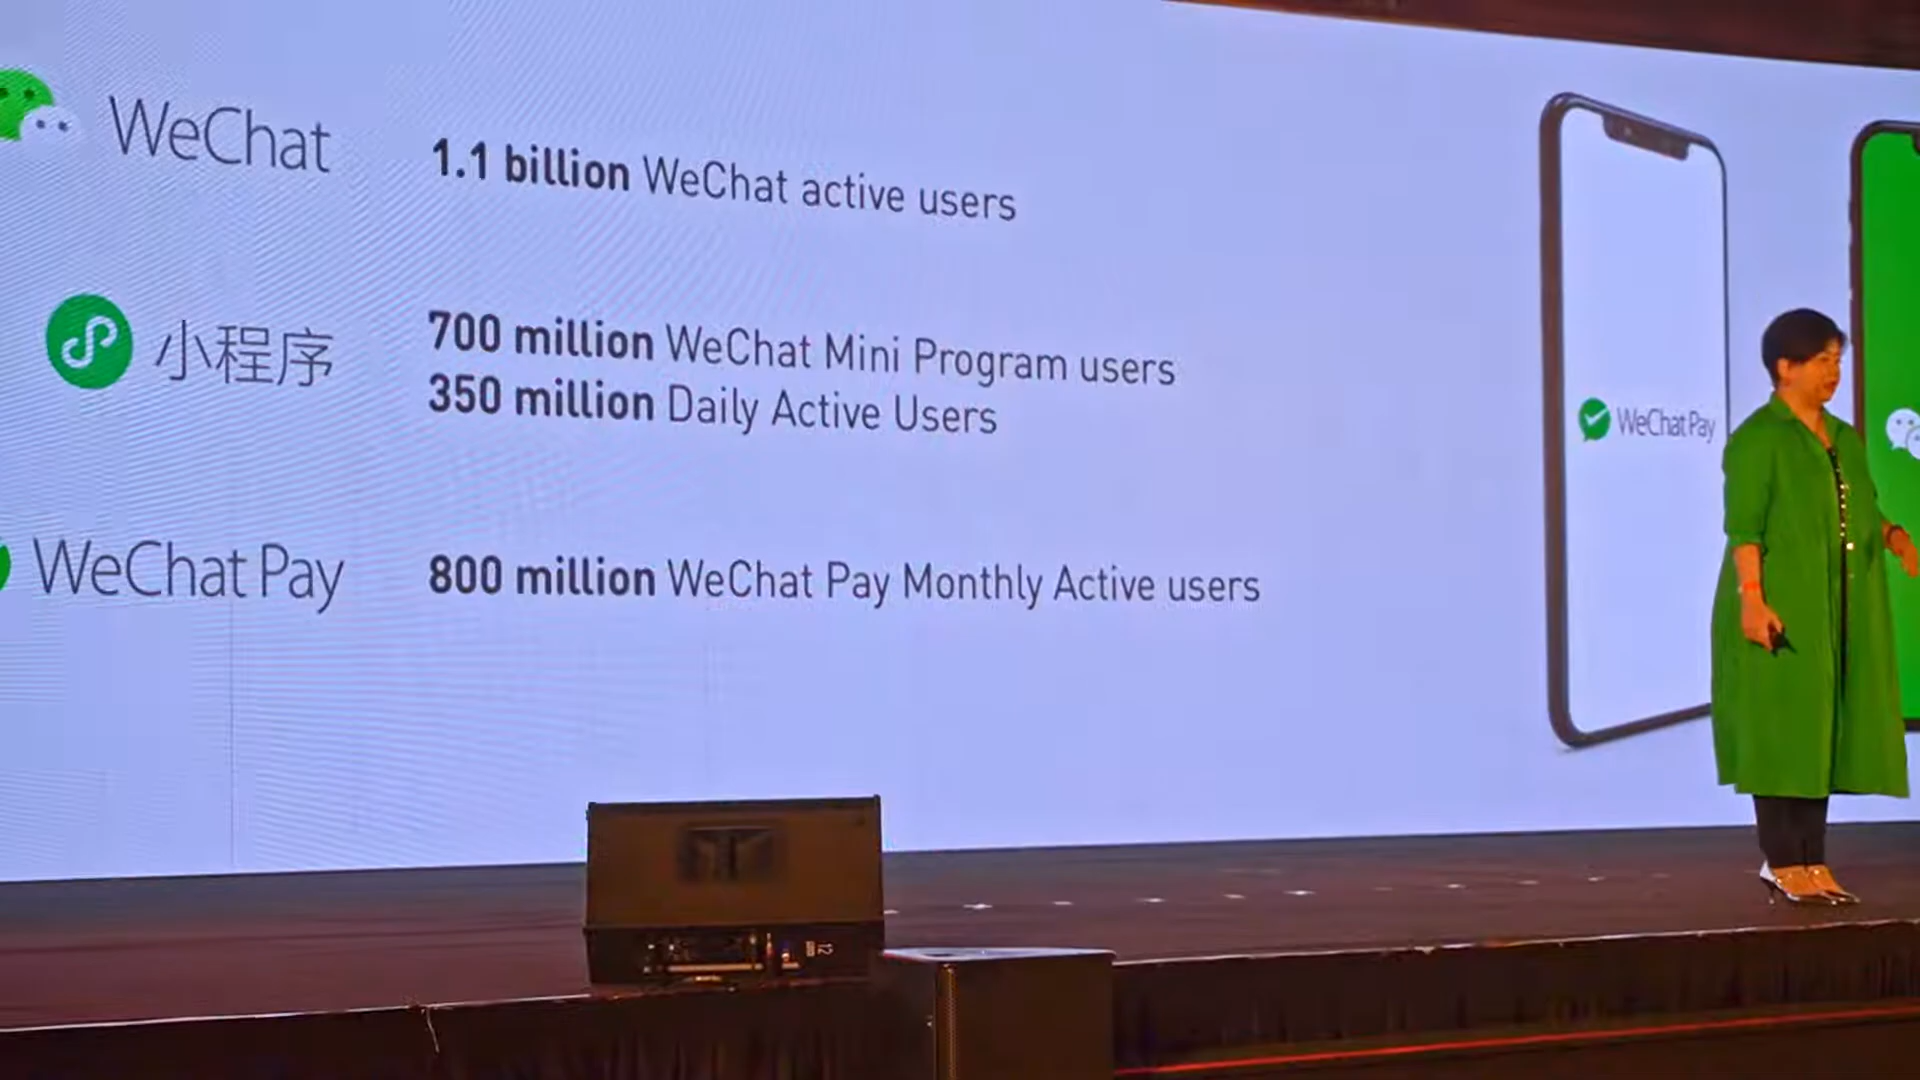 WeChat
1.1 billion WeChat active users
小程序
700 million WeChat Mini Program users
350 million Daily Active Users
WeChat Pay
800 million WeChat Pay Monthly Active users
WeChat Pay
12